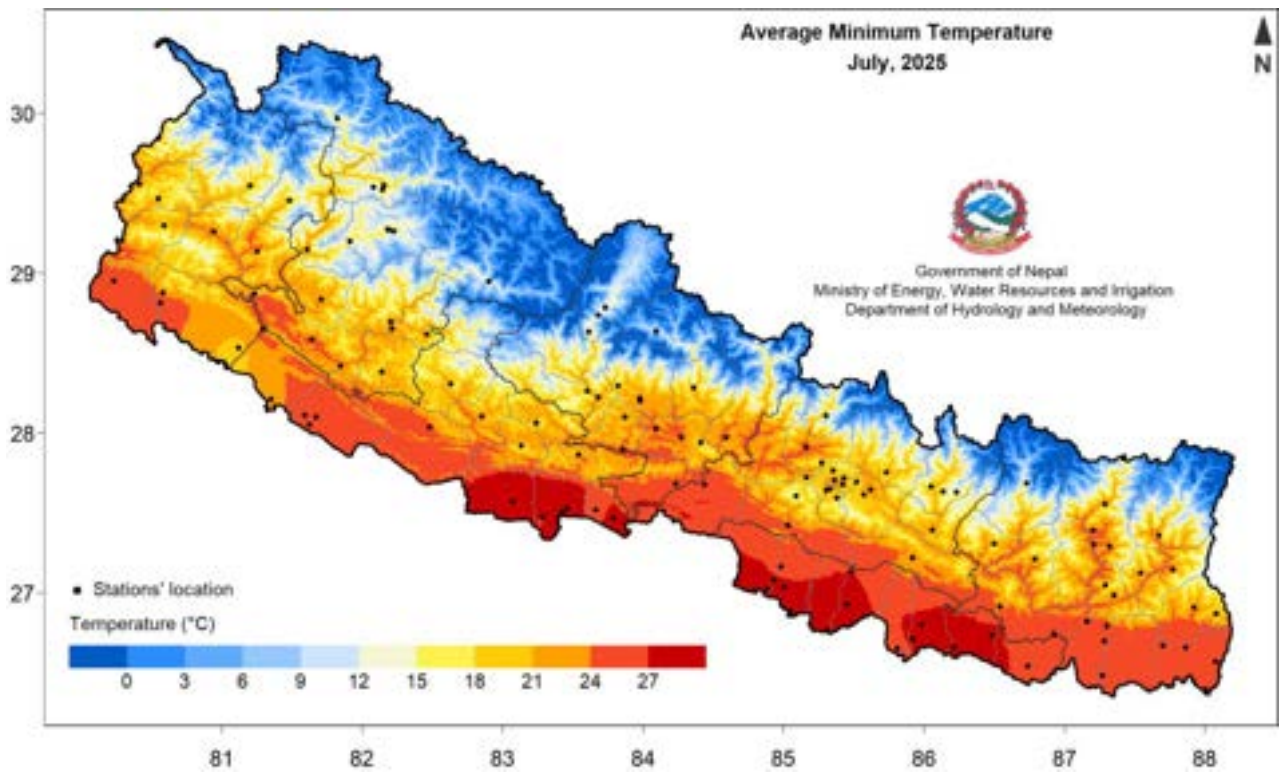 Average Minimum Temperature
July, 2025
N
30
29
28
27
Government of Nepal
Ministry of Energy, Water Resources and Irrigation
Department of Hydrology and Meteorology
Stations' location
Temperature (°C)
0 3 6 9 12 15 18 21 24 27
81 82 83 84 85 86 87 88